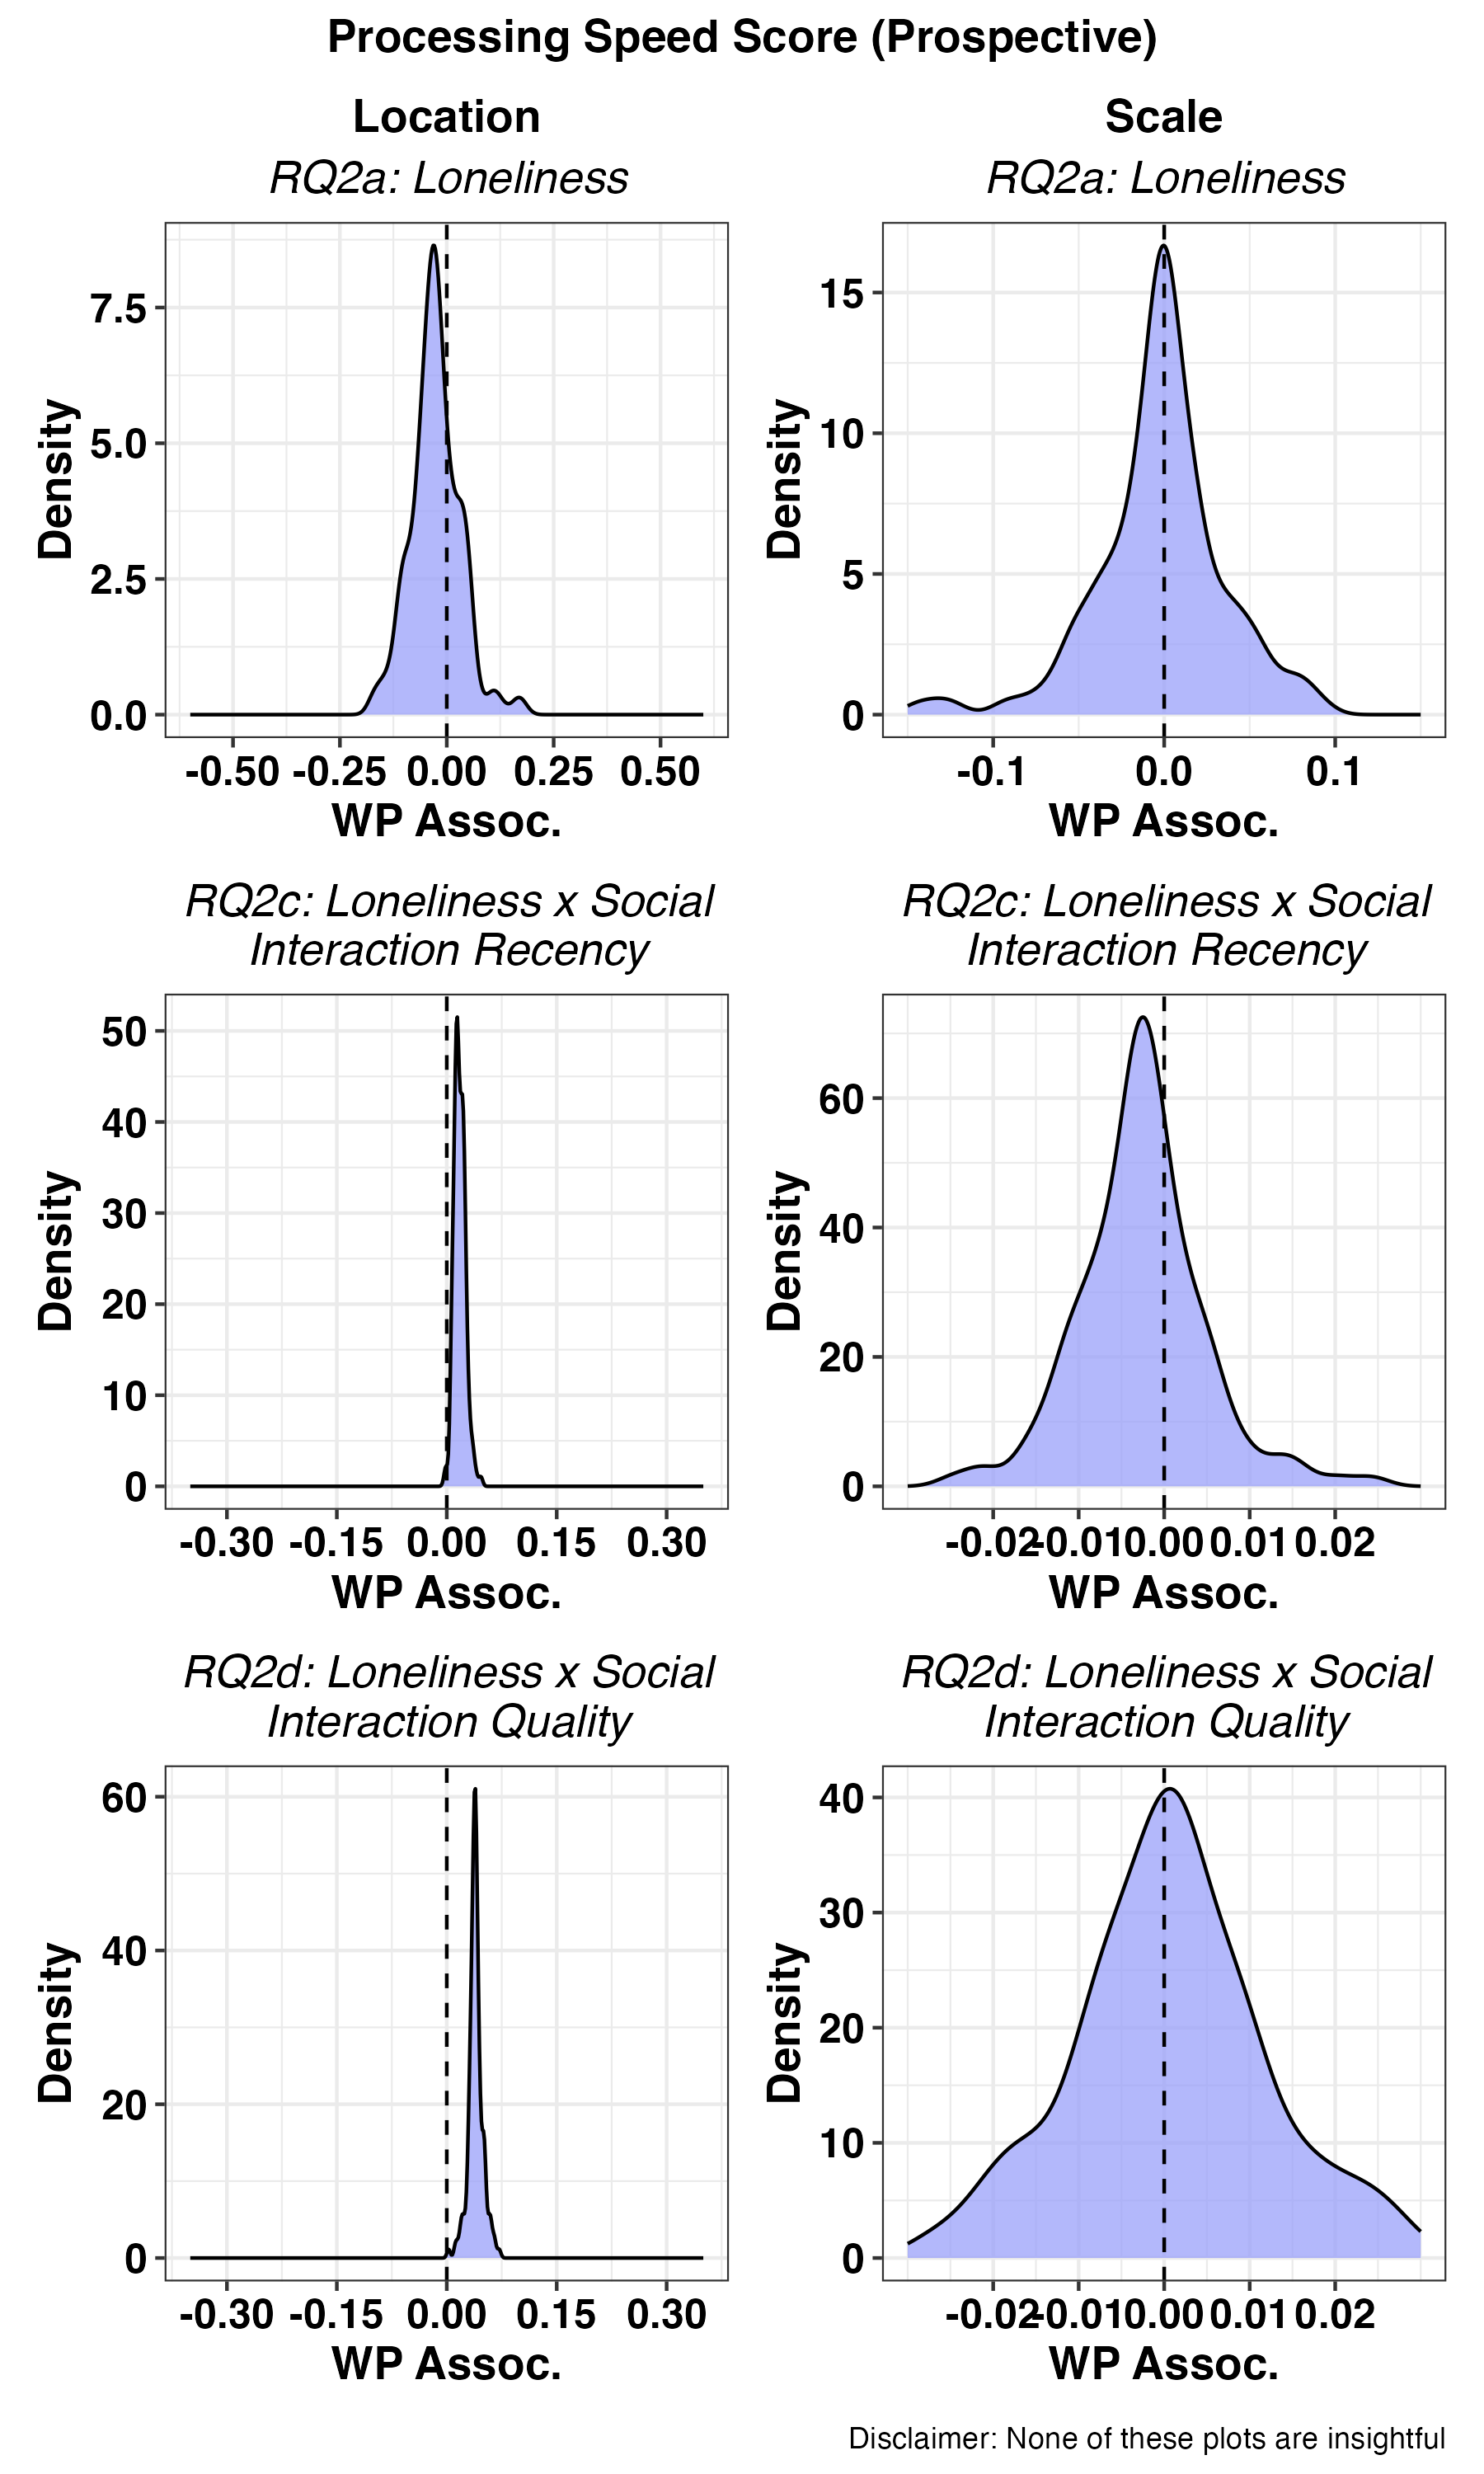 Processing Speed Score (Prospective)
Location
Scale
RQ2a: Loneliness
RQ2a: Loneliness
Density
7.5
5.0
2.5
0.0
-0.50 -0.25 0.00 0.25 0.50
WP Assoc.
Density
15
10
5
0
-0.1 0.0 0.1
WP Assoc.
RQ2c: Loneliness x Social
Interaction Recency
RQ2c: Loneliness x Social
Interaction Recency
Density
50
40
30
20
10
0
-0.30 -0.15 0.00 0.15 0.30
WP Assoc.
Density
60
40
20
0
-0.02 -0.01 0.00 0.01 0.02
WP Assoc.
RQ2d: Loneliness x Social
Interaction Quality
RQ2d: Loneliness x Social
Interaction Quality
Density
60
40
20
0
-0.30 -0.15 0.00 0.15 0.30
WP Assoc.
Density
40
30
20
10
0
-0.02 -0.01 0.00 0.01 0.02
WP Assoc.
Disclaimer: None of these plots are insightful